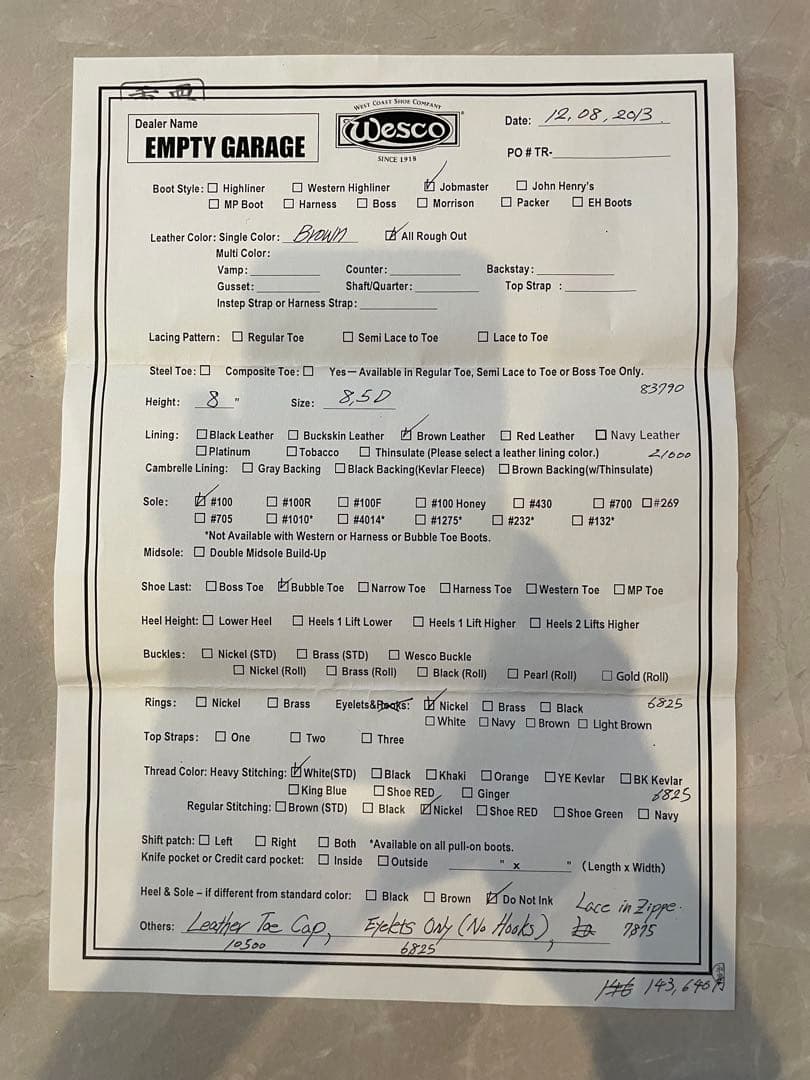 Dealer Name
EMPTY GARAGE
WEST COAST SHOE COMPANY
Wesco®
SINCE 1918
Date: 12,08,2013.
PO # TR-
Boot Style: ☐ Highliner ☐ Western Highliner ☑ Jobmaster ☐ John Henry's
☐ MP Boot ☐ Harness ☐ Boss ☐ Morrison ☐ Packer ☐ EH Boots
Leather Color: Single Color: Brown ☑ All Rough Out
Multi Color:
Vamp: Counter: Backstay:
Gusset: Shaft/Quarter: Top Strap :
Instep Strap or Harness Strap:
Lacing Pattern: ☐ Regular Toe ☐ Semi Lace to Toe ☐ Lace to Toe
Steel Toe: ☐ Composite Toe: ☐ Yes—Available in Regular Toe, Semi Lace to Toe or Boss Toe Only.
83790
Height: 8 " Size: 8,5D
Lining: ☐ Black Leather ☐ Buckskin Leather ☑ Brown Leather ☐ Red Leather ☐ Navy Leather
☐ Platinum ☐ Tobacco ☐ Thinsulate (Please select a leather lining color.) 21000
Cambrelle Lining: ☐ Gray Backing ☐ Black Backing(Kevlar Fleece) ☐ Brown Backing(w/Thinsulate)
Sole: ☑ #100 ☐ #100R ☐ #100F ☐ #100 Honey ☐ #430 ☐ #700 ☐ #269
☐ #705 ☐ #1010* ☐ #4014* ☐ #1275* ☐ #232* ☐ #132*
*Not Available with Western or Harness or Bubble Toe Boots.
Midsole: ☐ Double Midsole Build-Up
Shoe Last: ☐ Boss Toe ☑ Bubble Toe ☐ Narrow Toe ☐ Harness Toe ☐ Western Toe ☐ MP Toe
Heel Height: ☐ Lower Heel ☐ Heels 1 Lift Lower ☐ Heels 1 Lift Higher ☐ Heels 2 Lifts Higher
Buckles: ☐ Nickel (STD) ☐ Brass (STD) ☐ Wesco Buckle
☐ Nickel (Roll) ☐ Brass (Roll) ☐ Black (Roll) ☐ Pearl (Roll) ☐ Gold (Roll)
Rings: ☐ Nickel ☐ Brass Eyelets&Hooks: ☑ Nickel ☐ Brass ☐ Black 6825
☐ White ☐ Navy ☐ Brown ☐ Light Brown
Top Straps: ☐ One ☐ Two ☐ Three
Thread Color: Heavy Stitching: ☑ White(STD) ☐ Black ☐ Khaki ☐ Orange ☐ YE Kevlar ☐ BK Kevlar
☐ King Blue ☐ Shoe RED ☐ Ginger 6825
Regular Stitching: ☐ Brown (STD) ☐ Black ☑ Nickel ☐ Shoe RED ☐ Shoe Green ☐ Navy
Shift patch: ☐ Left ☐ Right ☐ Both *Available on all pull-on boots.
Knife pocket or Credit card pocket: ☐ Inside ☐ Outside " x " (Length x Width)
Heel & Sole – if different from standard color: ☐ Black ☐ Brown ☑ Do Not Ink Lace in Zippe.
Others: Leather Toe Cap, Eyelets Only (No Hooks), 7875
10500 6825
146 143,640円